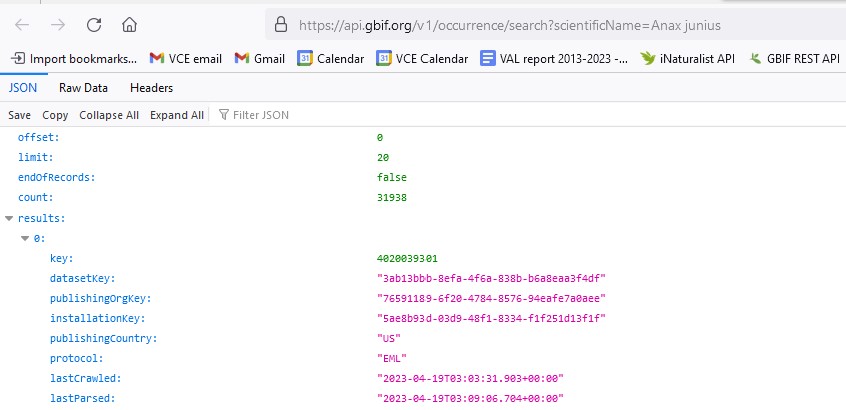 https://api.gbif.org/v1/occurrence/search?scientificName=Anax junius
Import bookmarks... VCE email Gmail Calendar VCE Calendar VAL report 2013-2023 -... iNaturalist API GBIF REST API
JSON Raw Data Headers
Save Copy Collapse All Expand All Filter JSON
offset: 0
limit: 20
endOfRecords: false
count: 31938
results:
0:
key: 4020039301
datasetKey: "3ab13bbb-8efa-4f6a-838b-b6a8eaa3f4df"
publishingOrgKey: "76591189-6f20-4784-8576-94eafe7a0aee"
installationKey: "5ae8b93d-03d9-48f1-8334-f1f251d13f1f"
publishingCountry: "US"
protocol: "EML"
lastCrawled: "2023-04-19T03:03:31.903+00:00"
lastParsed: "2023-04-19T03:09:06.704+00:00"